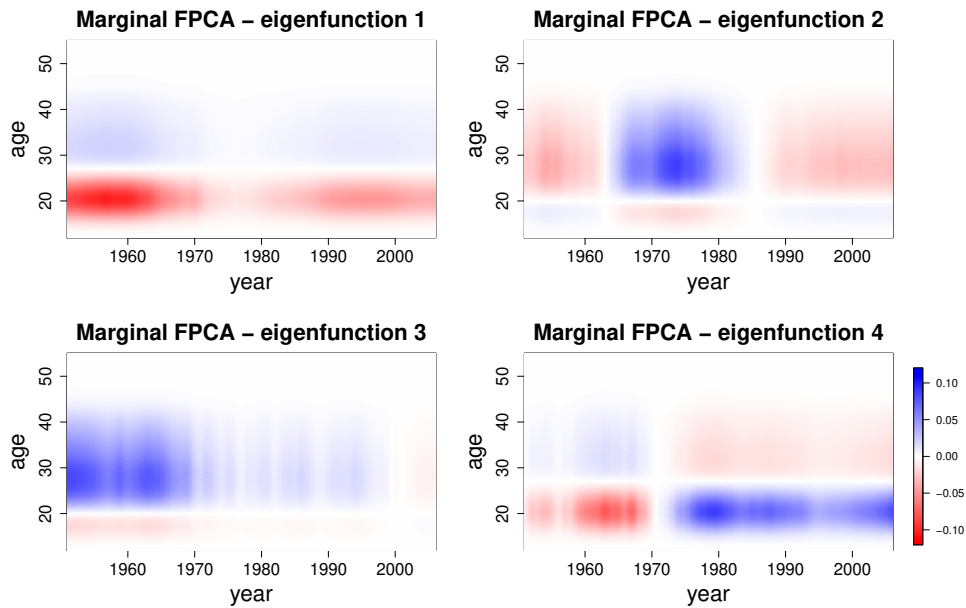 Marginal FPCA − eigenfunction 1
age
50
40
30
20
1960 1970 1980 1990 2000
year
Marginal FPCA − eigenfunction 2
age
50
40
30
20
1960 1970 1980 1990 2000
year
Marginal FPCA − eigenfunction 3
age
50
40
30
20
1960 1970 1980 1990 2000
year
Marginal FPCA − eigenfunction 4
age
50
40
30
20
1960 1970 1980 1990 2000
year
0.10
0.05
0.00
−0.05
−0.10